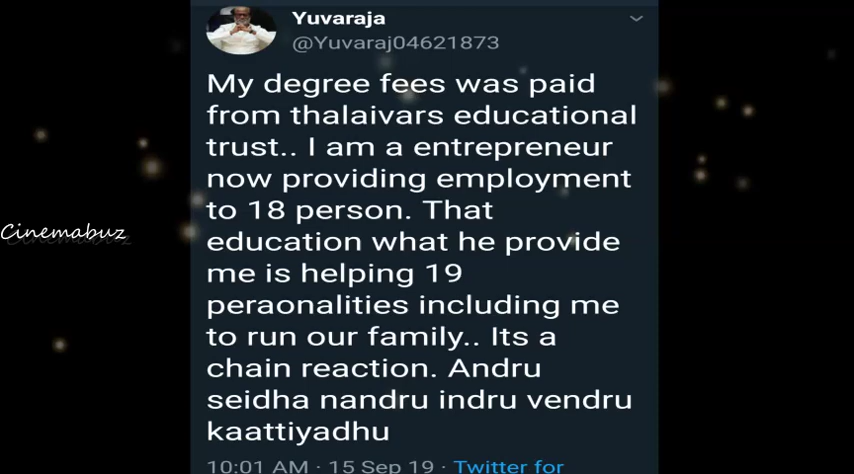 Yuvaraja
@Yuvaraj04621873
My degree fees was paid
from thalaivars educational
trust.. I am a entrepreneur
now providing employment
to 18 person. That
education what he provide
me is helping 19
peraonalities including me
to run our family.. Its a
chain reaction. Andru
seidha nandru indru vendru
kaattiyadhu
10:01 AM · 15 Sep 19 · Twitter for
Cinemabuz